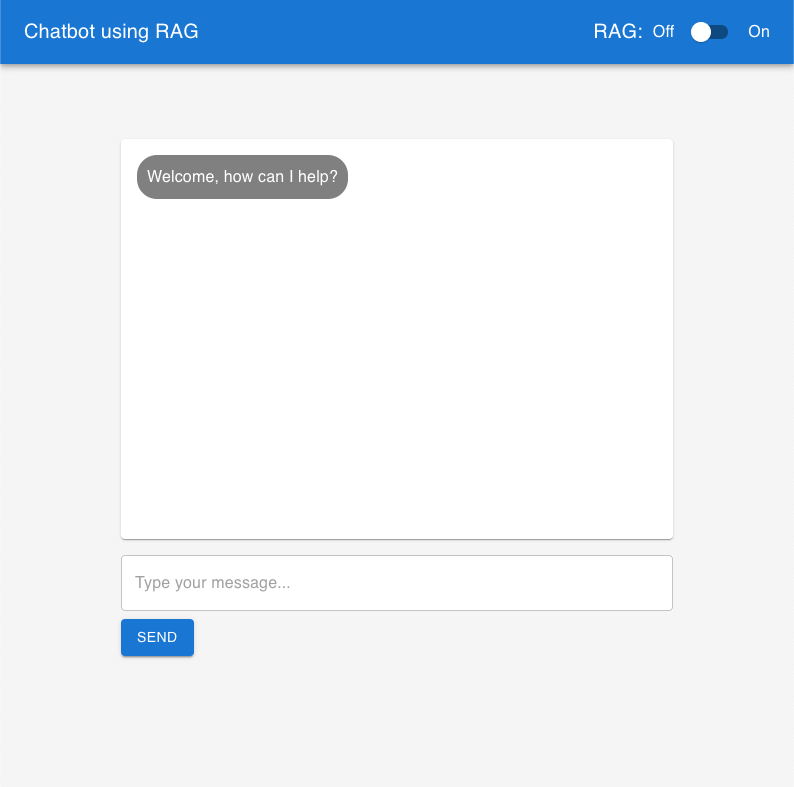 Chatbot using RAG
RAG: Off On
Welcome, how can I help?
Type your message...
SEND